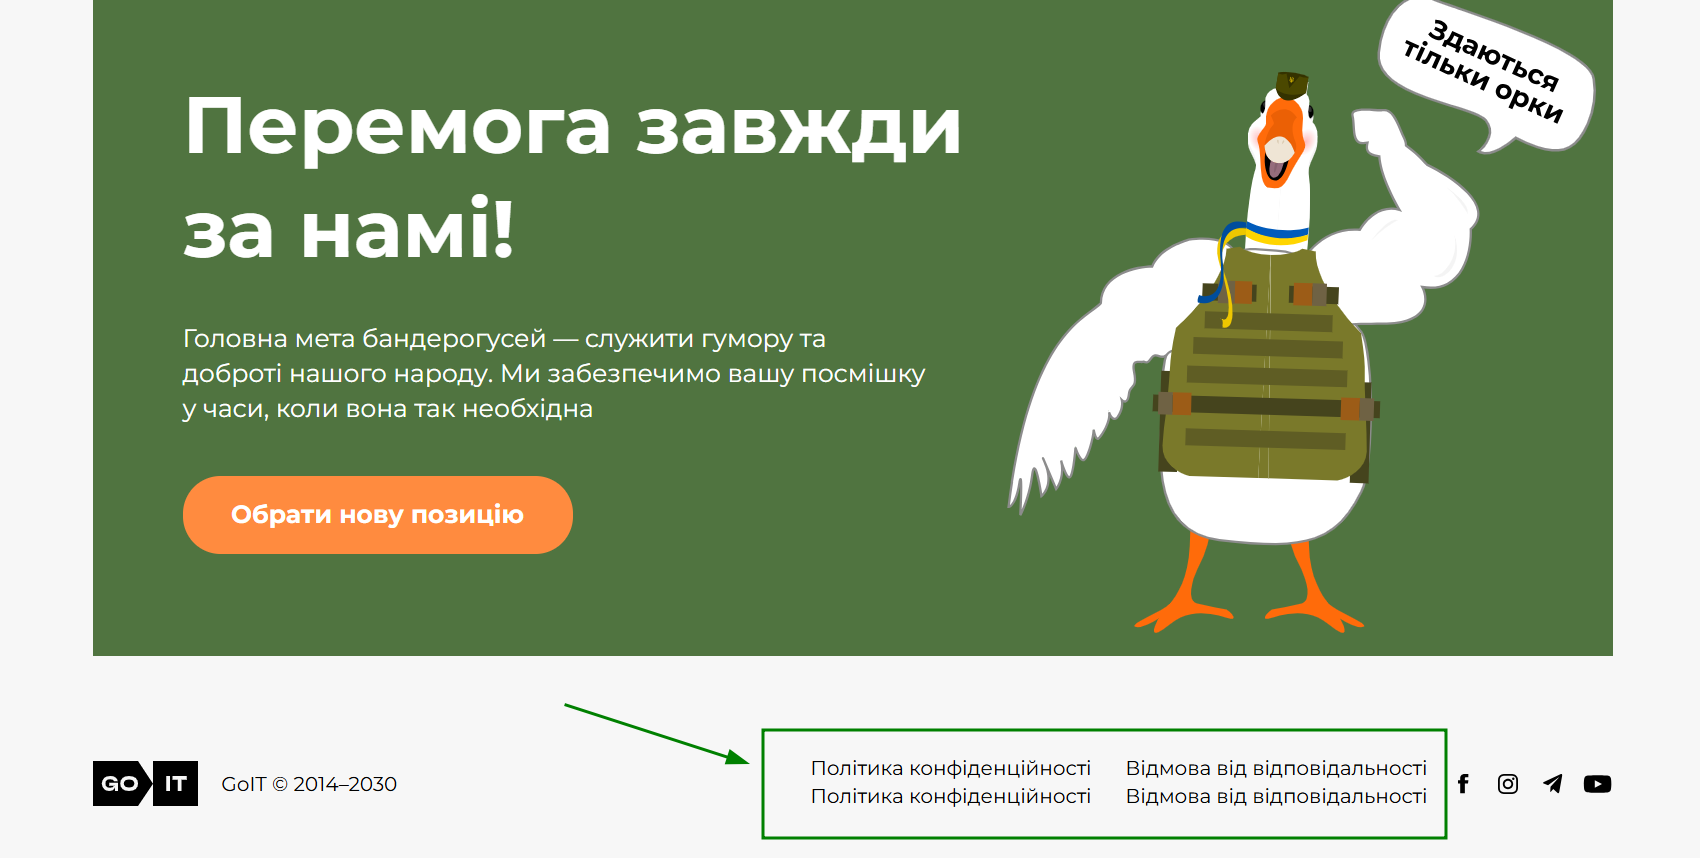 Здаються
тільки орки
Перемога завжди
за намі!
Головна мета бандерогусей — служити гумору та
доброті нашого народу. Ми забезпечимо вашу посмішку
у часи, коли вона так необхідна
Обрати нову позицію
GO IT
GoIT © 2014–2030
Політика конфіденційності Відмова від відповідальності
Політика конфіденційності Відмова від відповідальності